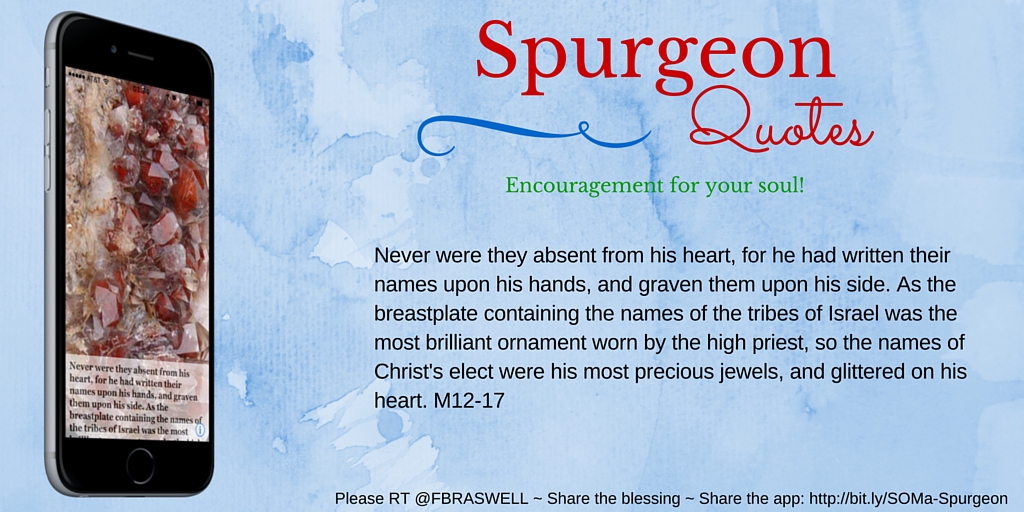 Spurgeon
Quotes
Encouragement for your soul!
Never were they absent from his heart, for he had written their
names upon his hands, and graven them upon his side. As the
breastplate containing the names of the tribes of Israel was the
most brilliant ornament worn by the high priest, so the names of
Christ's elect were his most precious jewels, and glittered on his
heart. M12-17
AT&T
Never were they absent from his
heart, for he had written their
names upon his hands, and graven
them upon his side. As the
breastplate containing the names of
the tribes of Israel was the most
Please RT @FBRASWELL ~ Share the blessing ~ Share the app: http://bit.ly/SOMa-Spurgeon